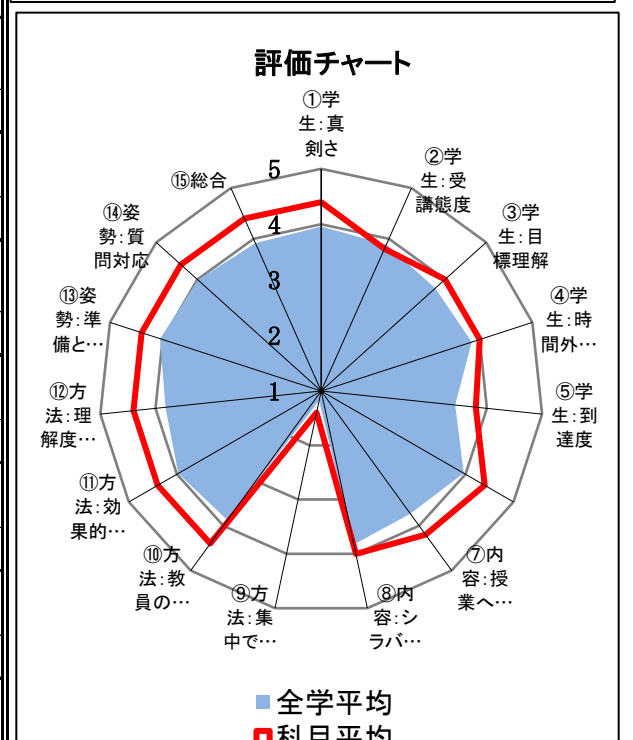 評価チャート
①学
生:真
剣さ
②学
生:受
講態度
③学
生:目
標理解
④学
生:時
間外…
⑤学
生:到
達度
⑦内
容:授
業へ…
⑧内
容:シ
ラバ…
⑨方
法:集
中で…
⑩方
法:教
員の…
⑪方
法:効
果的…
⑫方
法:理
解度…
⑬姿
勢:準
備と…
⑭姿
勢:質
問対応
⑮総合
5
4
3
2
1
全学平均
科目平均